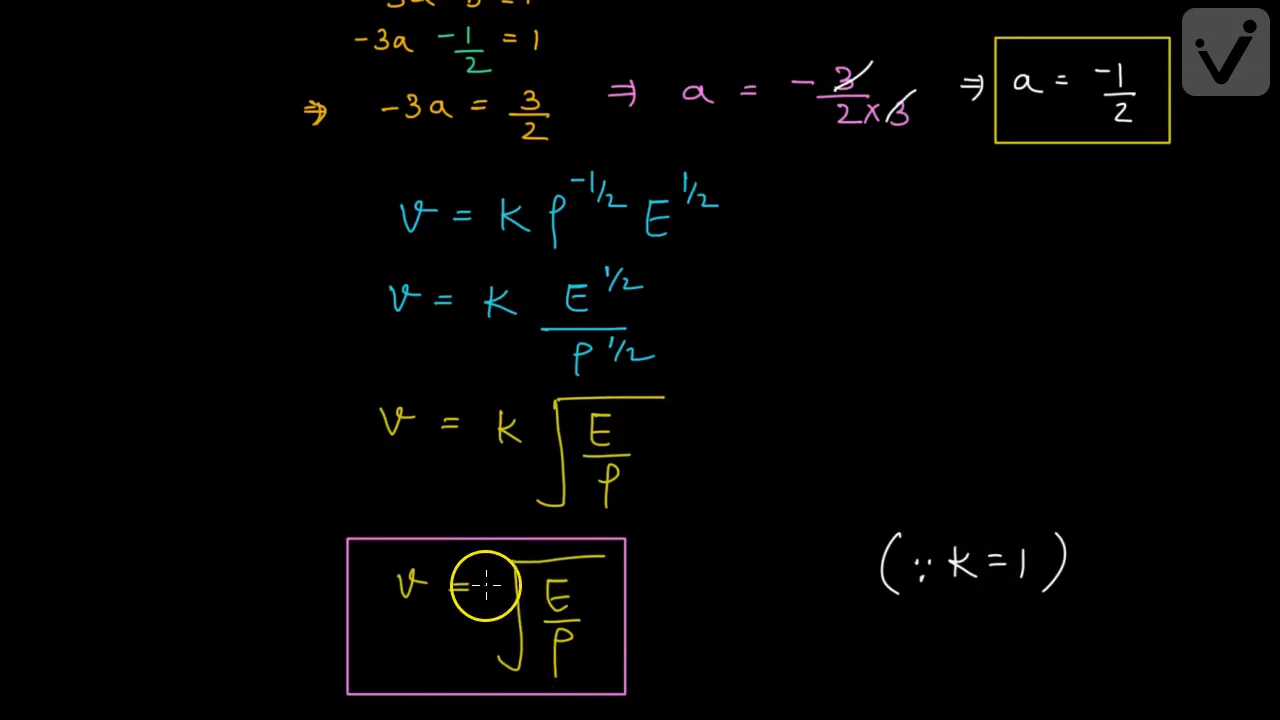 -3a -1/2 = 1
⇒ -3a = 3/2 ⇒ a = -3/2×3 ⇒ a = -1/2
v = K ρ^-1/2 E^1/2
v = K E^1/2 / ρ^1/2
v = K √(E/ρ)
v = √(E/ρ) (∵ K = 1)